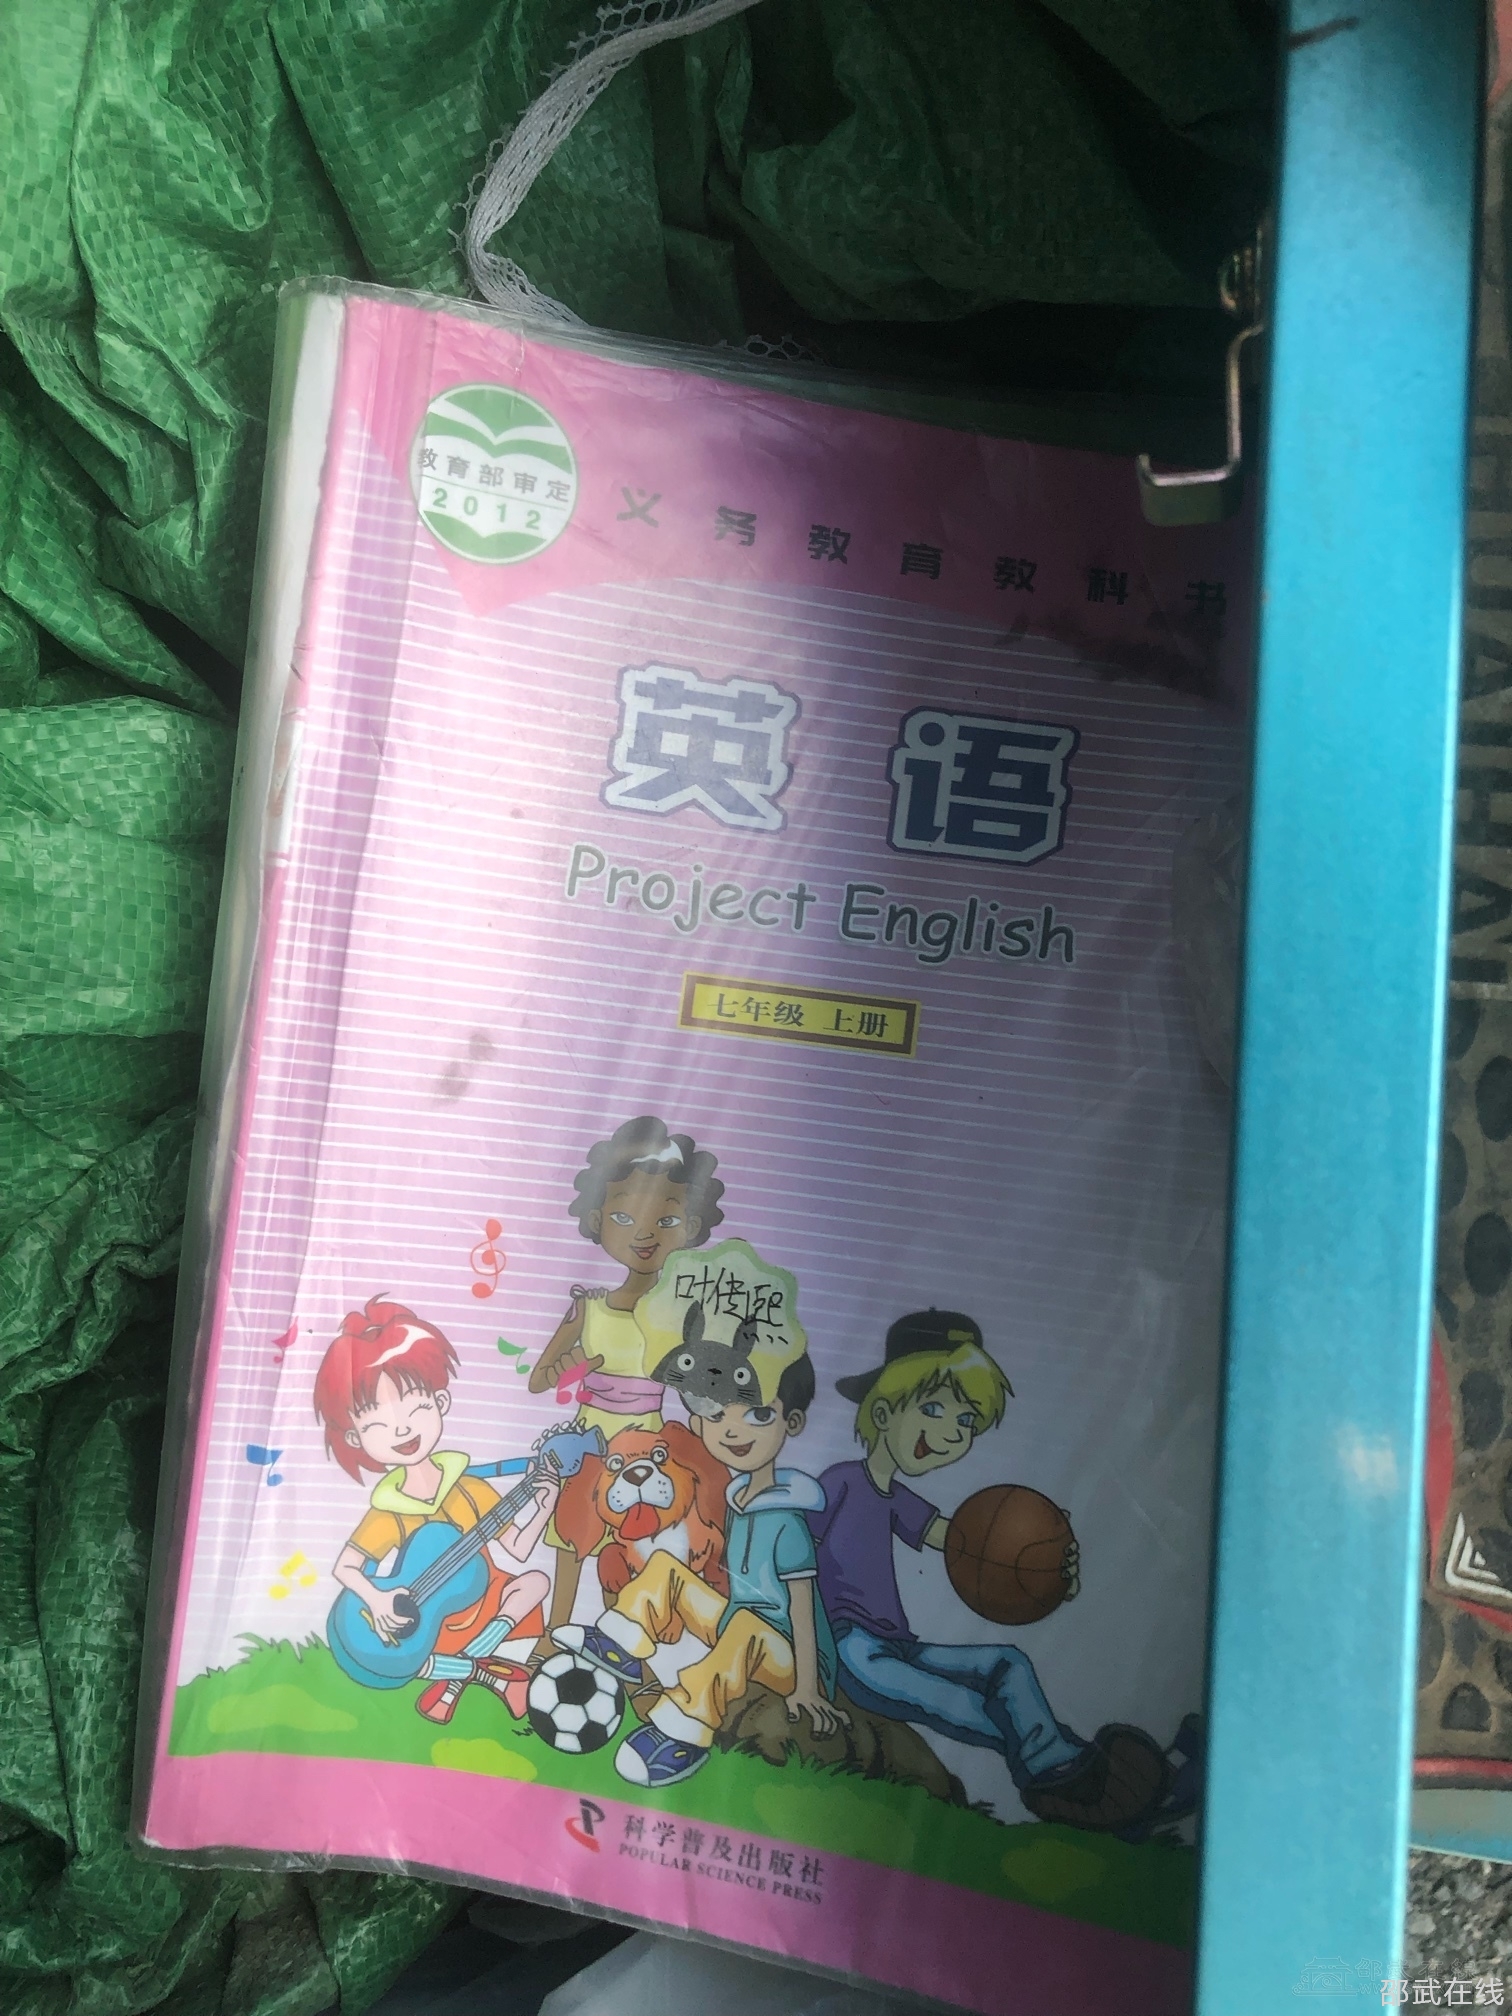 教育部审定
2012
义务教育教科书
英语
Project English
七年级 上册
叶传熙
科学普及出版社
POPULAR SCIENCE PRESS
邵武在线